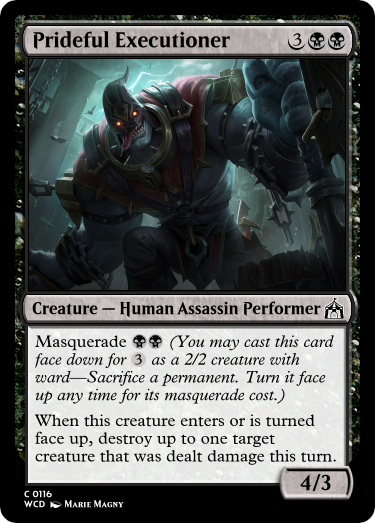 Prideful Executioner 3
Creature — Human Assassin Performer
Masquerade (You may cast this card
face down for 3 as a 2/2 creature with
ward—Sacrifice a permanent. Turn it face
up any time for its masquerade cost.)
When this creature enters or is turned
face up, destroy up to one target
creature that was dealt damage this turn.
4/3
C 0116
WCD Marie Magny